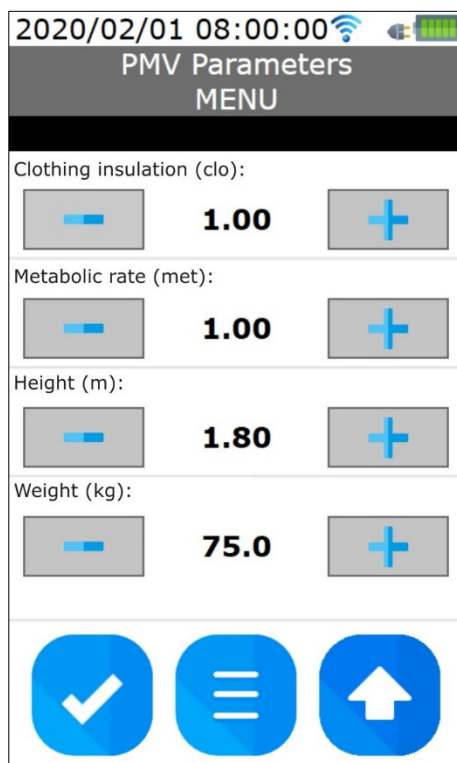 2020/02/01 08:00:00
PMV Parameters
MENU
Clothing insulation (clo):
1.00
Metabolic rate (met):
1.00
Height (m):
1.80
Weight (kg):
75.0